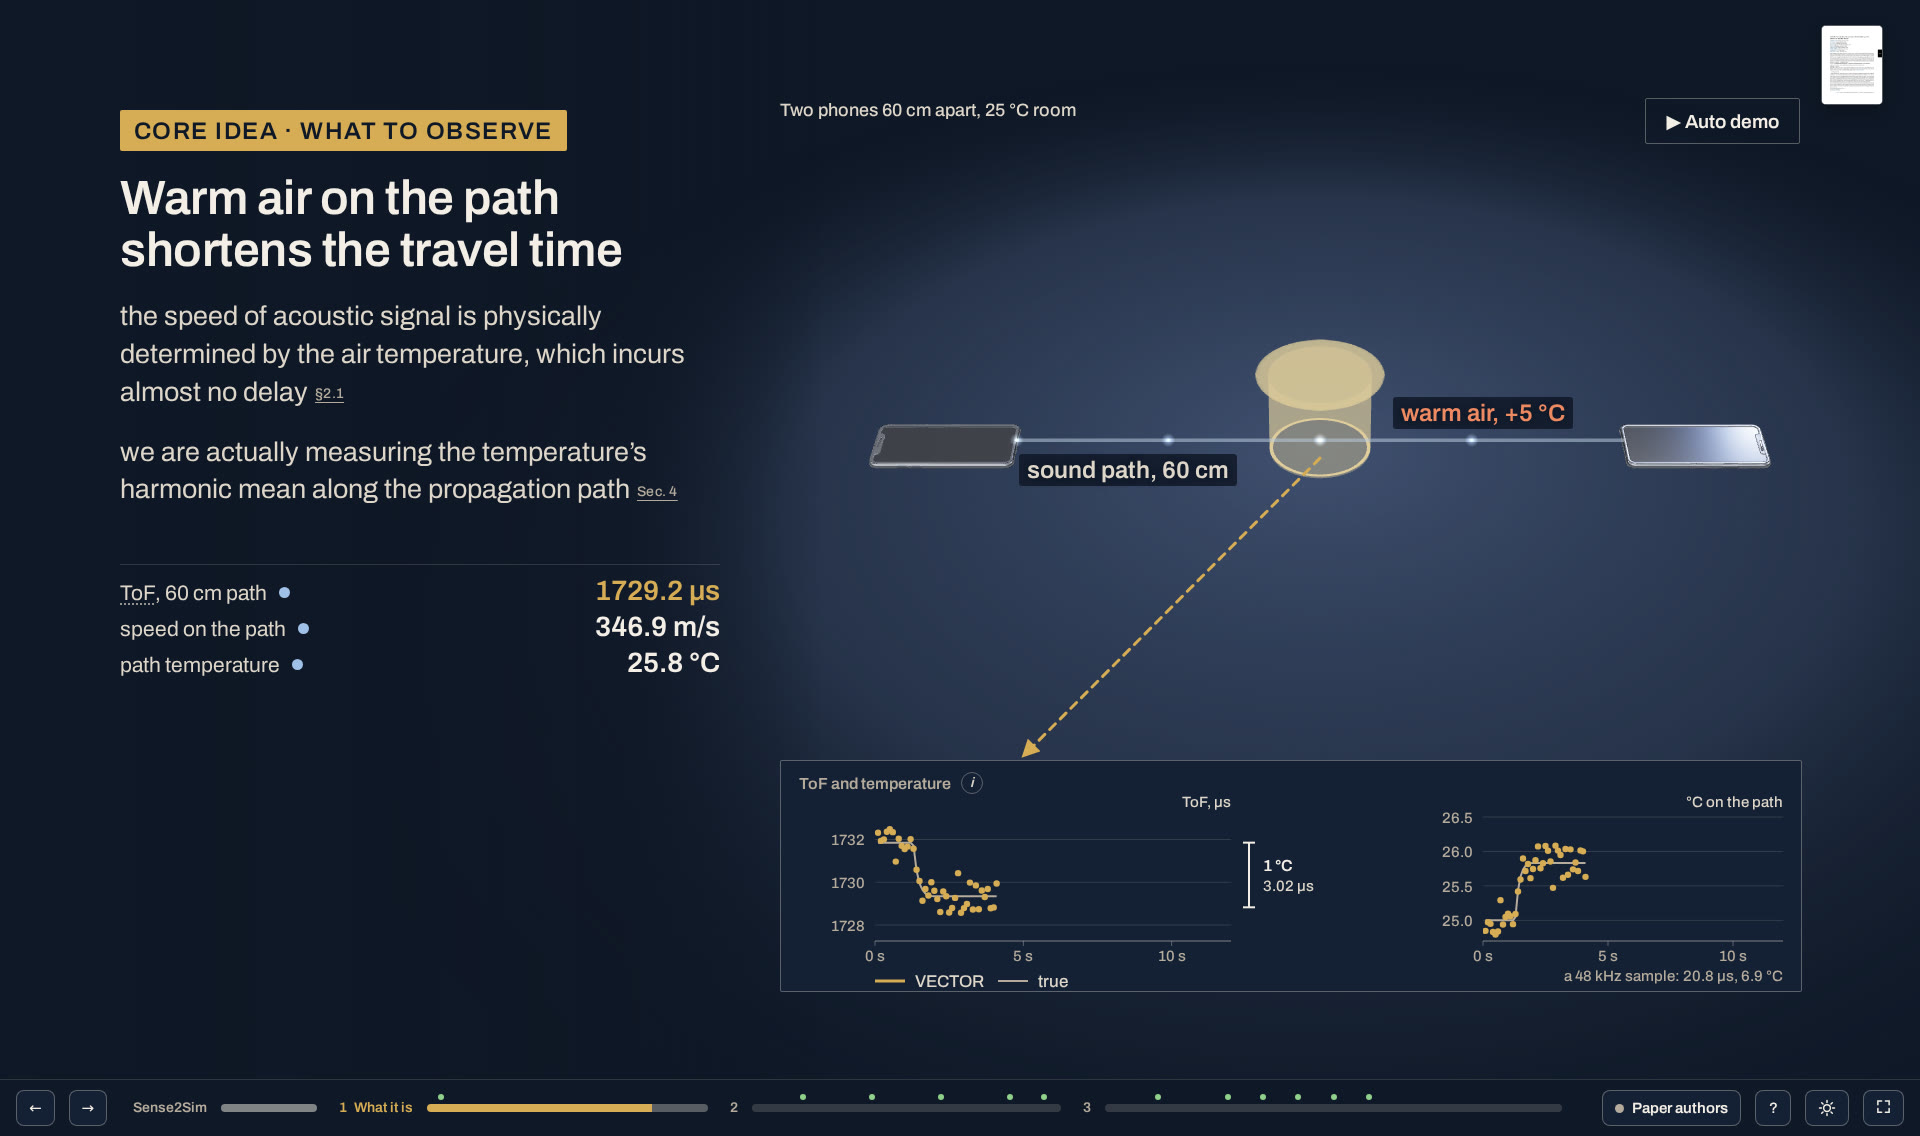 CORE IDEA · WHAT TO OBSERVE
Warm air on the path
shortens the travel time
the speed of acoustic signal is physically
determined by the air temperature, which incurs
almost no delay §2.1
we are actually measuring the temperature’s
harmonic mean along the propagation path Sec. 4
ToF, 60 cm path 1729.2 µs
speed on the path 346.9 m/s
path temperature 25.8 °C
Two phones 60 cm apart, 25 °C room
▶ Auto demo
warm air, +5 °C
sound path, 60 cm
ToF and temperature i
ToF, µs
1732
1730
1728
0 s 5 s 10 s
1 °C
3.02 µs
VECTOR true
°C on the path
26.5
26.0
25.5
25.0
0 s 5 s 10 s
a 48 kHz sample: 20.8 µs, 6.9 °C
← → Sense2Sim 1 What it is 2 3 Paper authors ?